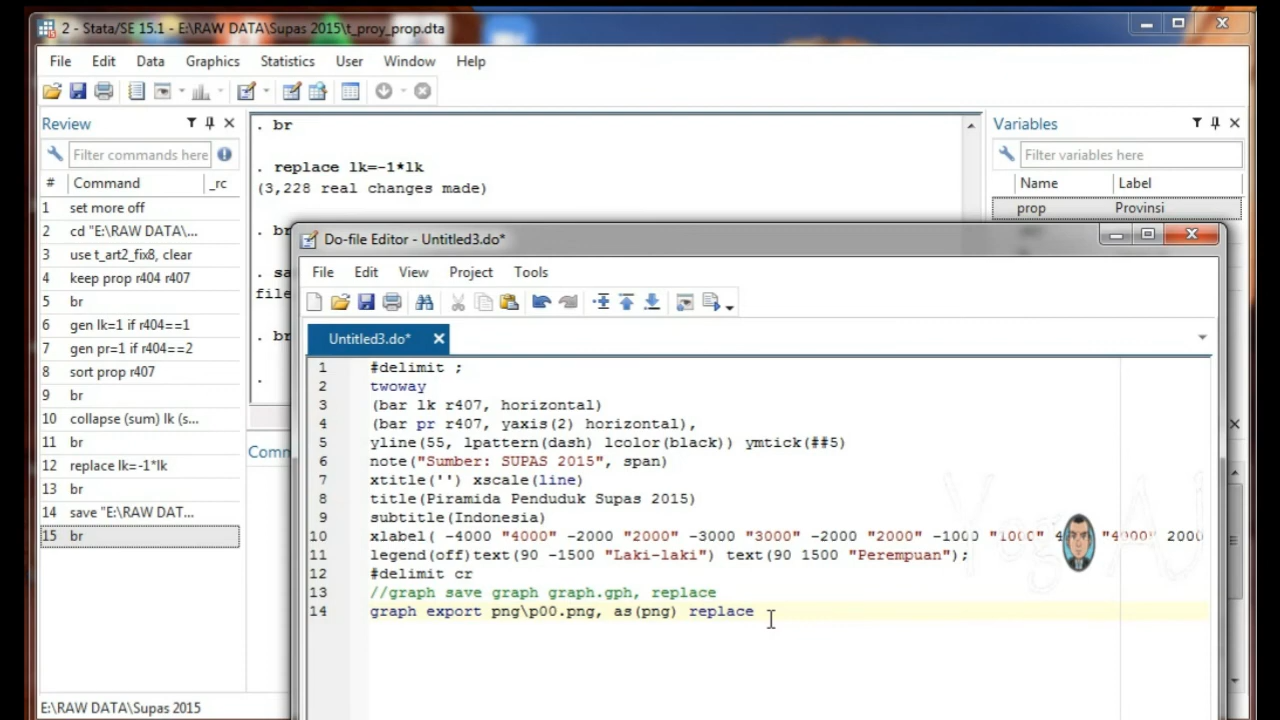 2 - Stata/SE 15.1 - E:\RAW DATA\Supas 2015\t_proy_prop.dta
File Edit Data Graphics Statistics User Window Help
Review
Filter commands here
# Command _rc
1 set more off
2 cd "E:\RAW DATA\...
3 use t_art2_fix8, clear
4 keep prop r404 r407
5 br
6 gen lk=1 if r404==1
7 gen pr=1 if r404==2
8 sort prop r407
9 br
10 collapse (sum) lk (s...
11 br
12 replace lk=-1*lk
13 br
14 save "E:\RAW DAT...
15 br
. br
. replace lk=-1*lk
(3,228 real changes made)
. br
. sa
file
. br
.
Comm
Variables
Filter variables here
Name Label
prop Provinsi
Do-file Editor - Untitled3.do*
File Edit View Project Tools
Untitled3.do*
1 #delimit ;
2 twoway
3 (bar lk r407, horizontal)
4 (bar pr r407, yaxis(2) horizontal),
5 yline(55, lpattern(dash) lcolor(black)) ymtick(##5)
6 note("Sumber: SUPAS 2015", span)
7 xtitle('') xscale(line)
8 title(Piramida Penduduk Supas 2015)
9 subtitle(Indonesia)
10 xlabel( -4000 "4000" -2000 "2000" -3000 "3000" -2000 "2000" -1000 "1000" "4000" 2000
11 legend(off)text(90 -1500 "Laki-laki") text(90 1500 "Perempuan");
12 #delimit cr
13 //graph save graph graph.gph, replace
14 graph export png\p00.png, as(png) replace
E:\RAW DATA\Supas 2015